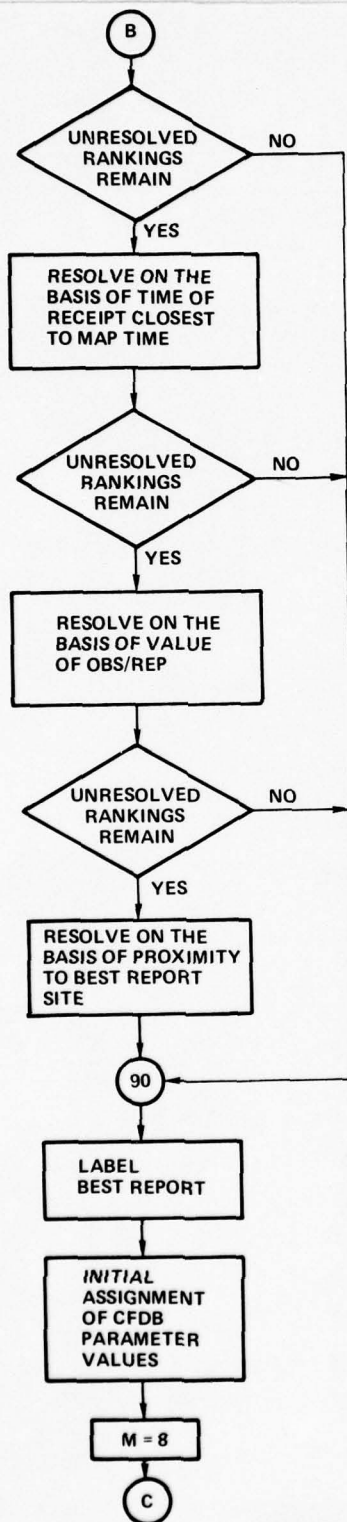 B
UNRESOLVED
RANKINGS
REMAIN
NO
YES
RESOLVE ON THE
BASIS OF TIME OF
RECEIPT CLOSEST
TO MAP TIME
UNRESOLVED
RANKINGS
REMAIN
NO
YES
RESOLVE ON THE
BASIS OF VALUE
OF OBS/REP
UNRESOLVED
RANKINGS
REMAIN
NO
YES
RESOLVE ON THE
BASIS OF PROXIMITY
TO BEST REPORT
SITE
90
LABEL
BEST REPORT
INITIAL
ASSIGNMENT
OF CFDB
PARAMETER
VALUES
M = 8
C